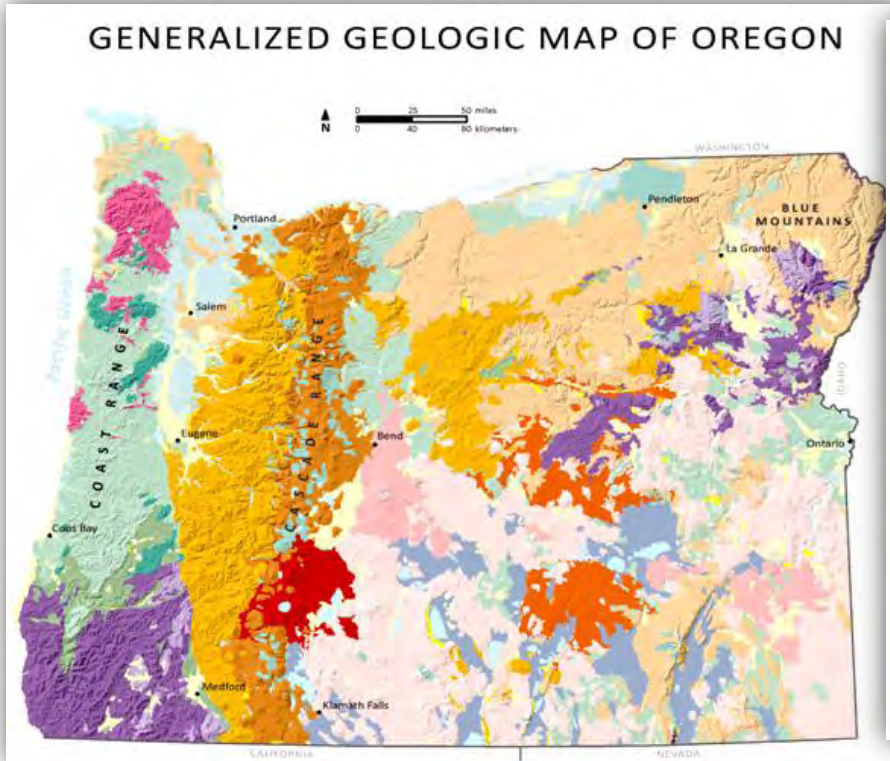 GENERALIZED GEOLOGIC MAP OF OREGON
N
0 25 50 miles
0 40 80 kilometers
WASHINGTON
Pendleton
BLUE
MOUNTAINS
Portland
La Grande
Pacific Ocean
Salem
COAST RANGE
CASCADE RANGE
IDAHO
Eugene
Bend
Ontario
Coos Bay
Medford
Klamath Falls
CALIFORNIA
NEVADA